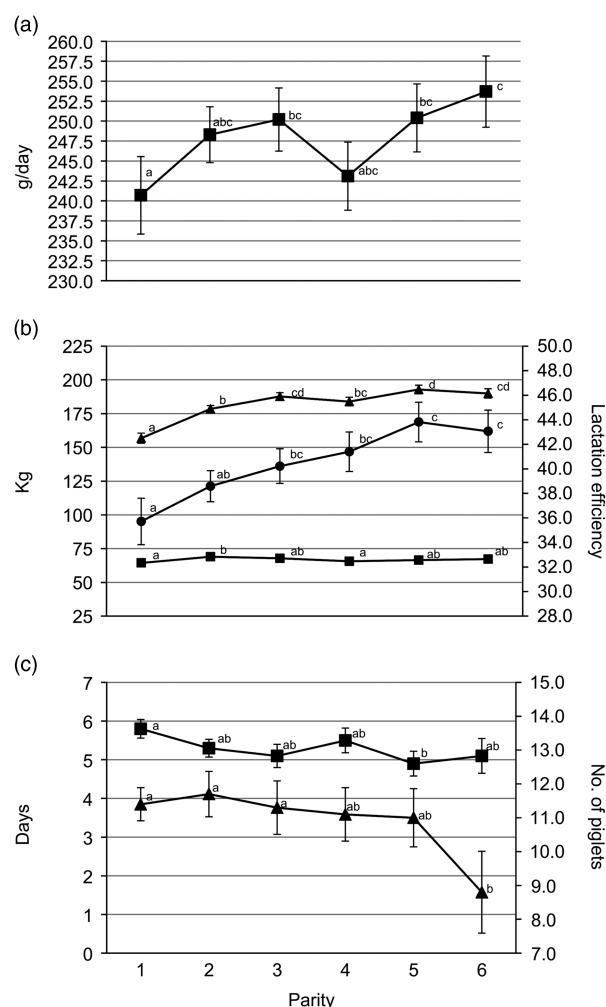 (a)
260.0
257.5
255.0
252.5
250.0
247.5
245.0
242.5
240.0
237.5
235.0
232.5
230.0
g/day
a
abc
bc
abc
bc
c
(b)
225
200
175
150
125
100
75
50
25
Kg
50.0
46.0
44.0
42.0
40.0
38.0
36.0
34.0
32.0
30.0
28.0
Lactation efficiency
a
b
cd
bc
d
cd
a
ab
bc
bc
c
c
a
b
ab
a
ab
ab
(c)
7
6
5
4
3
2
1
0
Days
15.0
14.0
13.0
12.0
11.0
10.0
9.0
8.0
7.0
No. of piglets
a
ab
ab
ab
b
ab
a
a
a
ab
ab
b
1 2 3 4 5 6
Parity